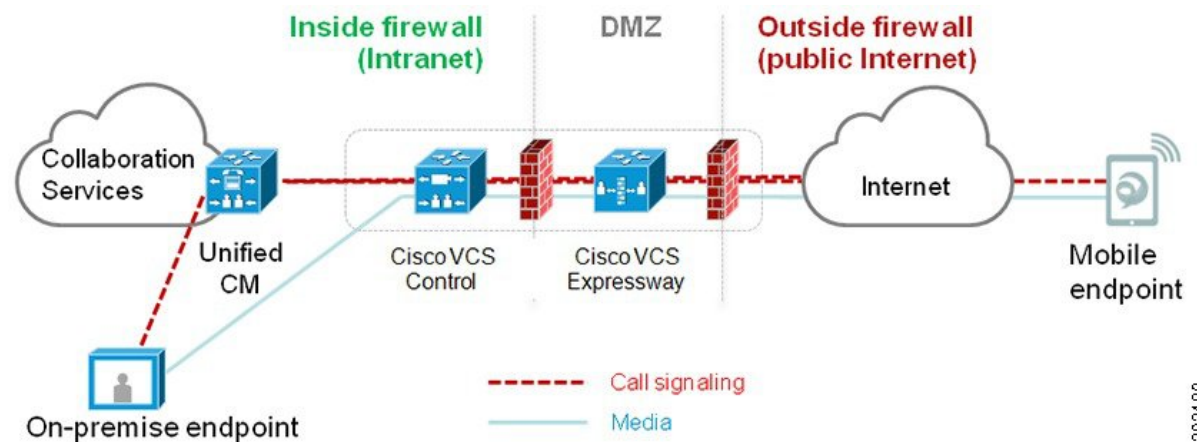 Inside firewall
(Intranet)
DMZ
Outside firewall
(public Internet)
Collaboration
Services
Unified
CM
Cisco VCS
Control
Cisco VCS
Expressway
Internet
Mobile
endpoint
On-premise endpoint
Call signaling
Media